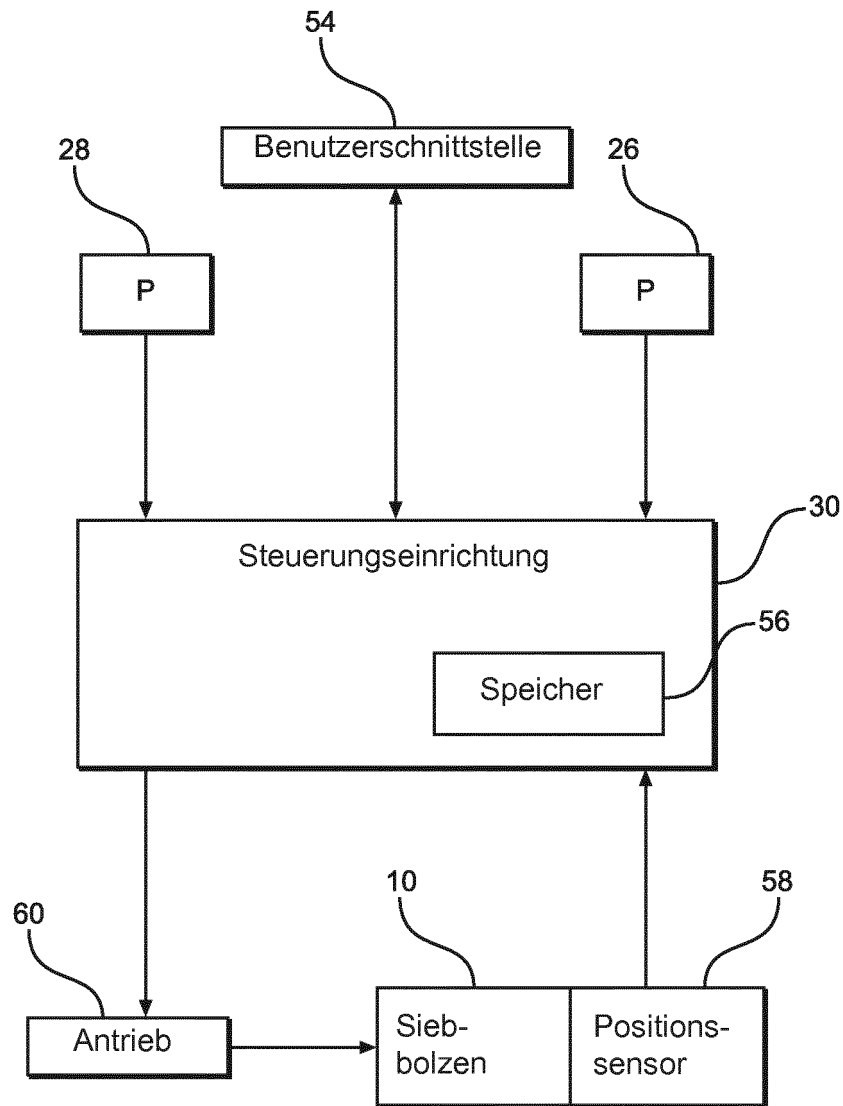 54
Benutzerschnittstelle
28
26
P
P
30
Steuerungseinrichtung
56
Speicher
10
58
60
Antrieb
Sieb-
bolzen
Positions-
sensor